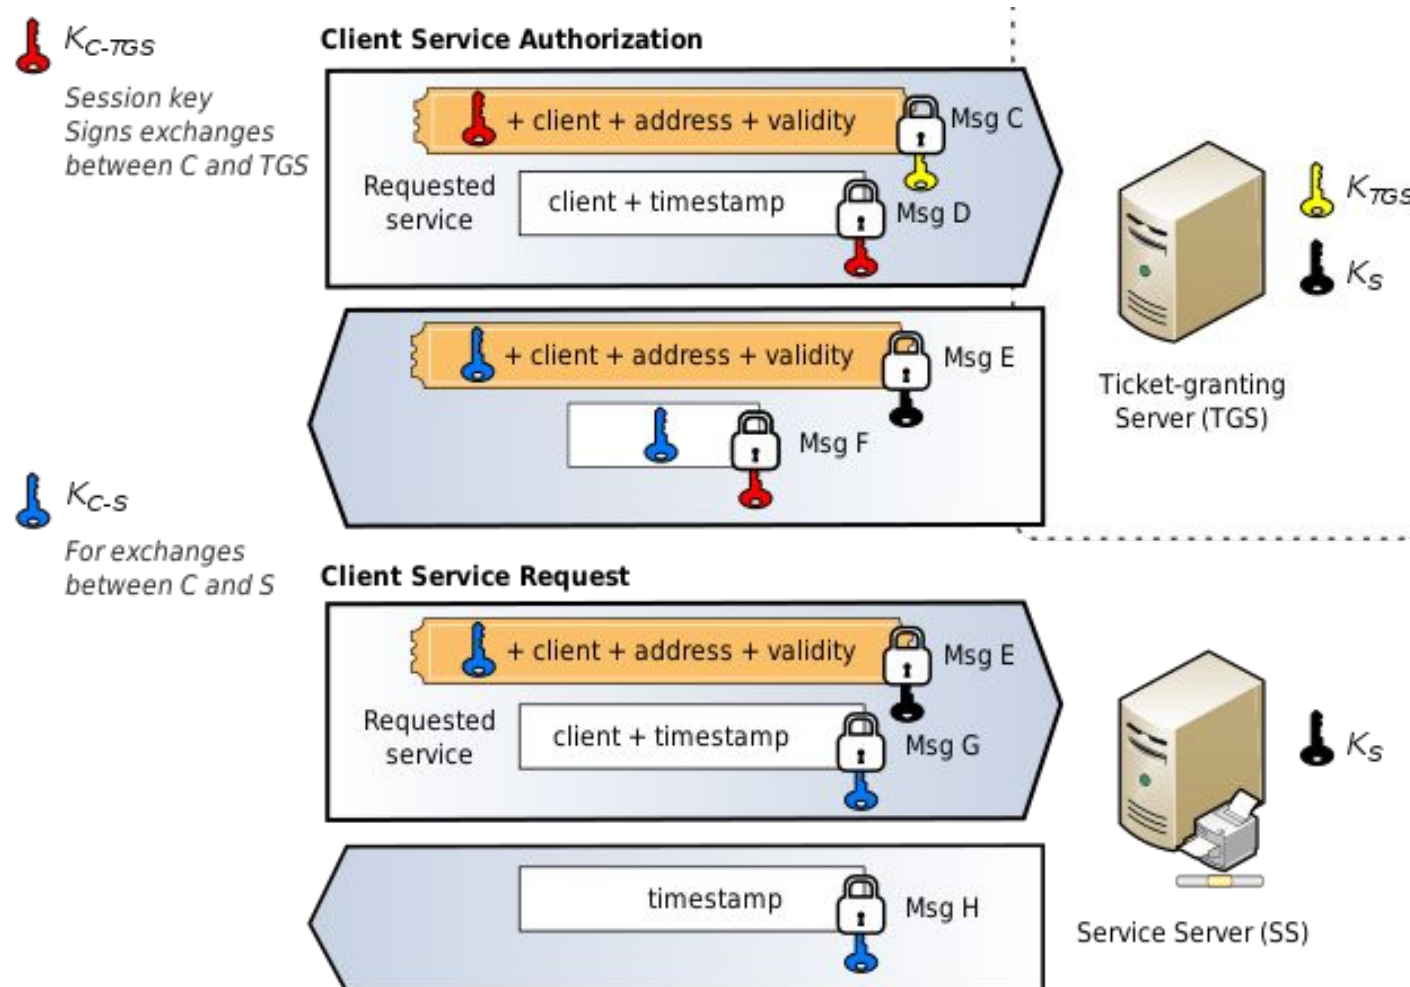 K_C-TGS
Session key
Signs exchanges
between C and TGS
Client Service Authorization
+ client + address + validity
Msg C
Requested
service
client + timestamp
Msg D
+ client + address + validity
Msg E
Msg F
K_TGS
K_S
Ticket-granting
Server (TGS)
K_C-S
For exchanges
between C and S
Client Service Request
+ client + address + validity
Msg E
Requested
service
client + timestamp
Msg G
timestamp
Msg H
K_S
Service Server (SS)